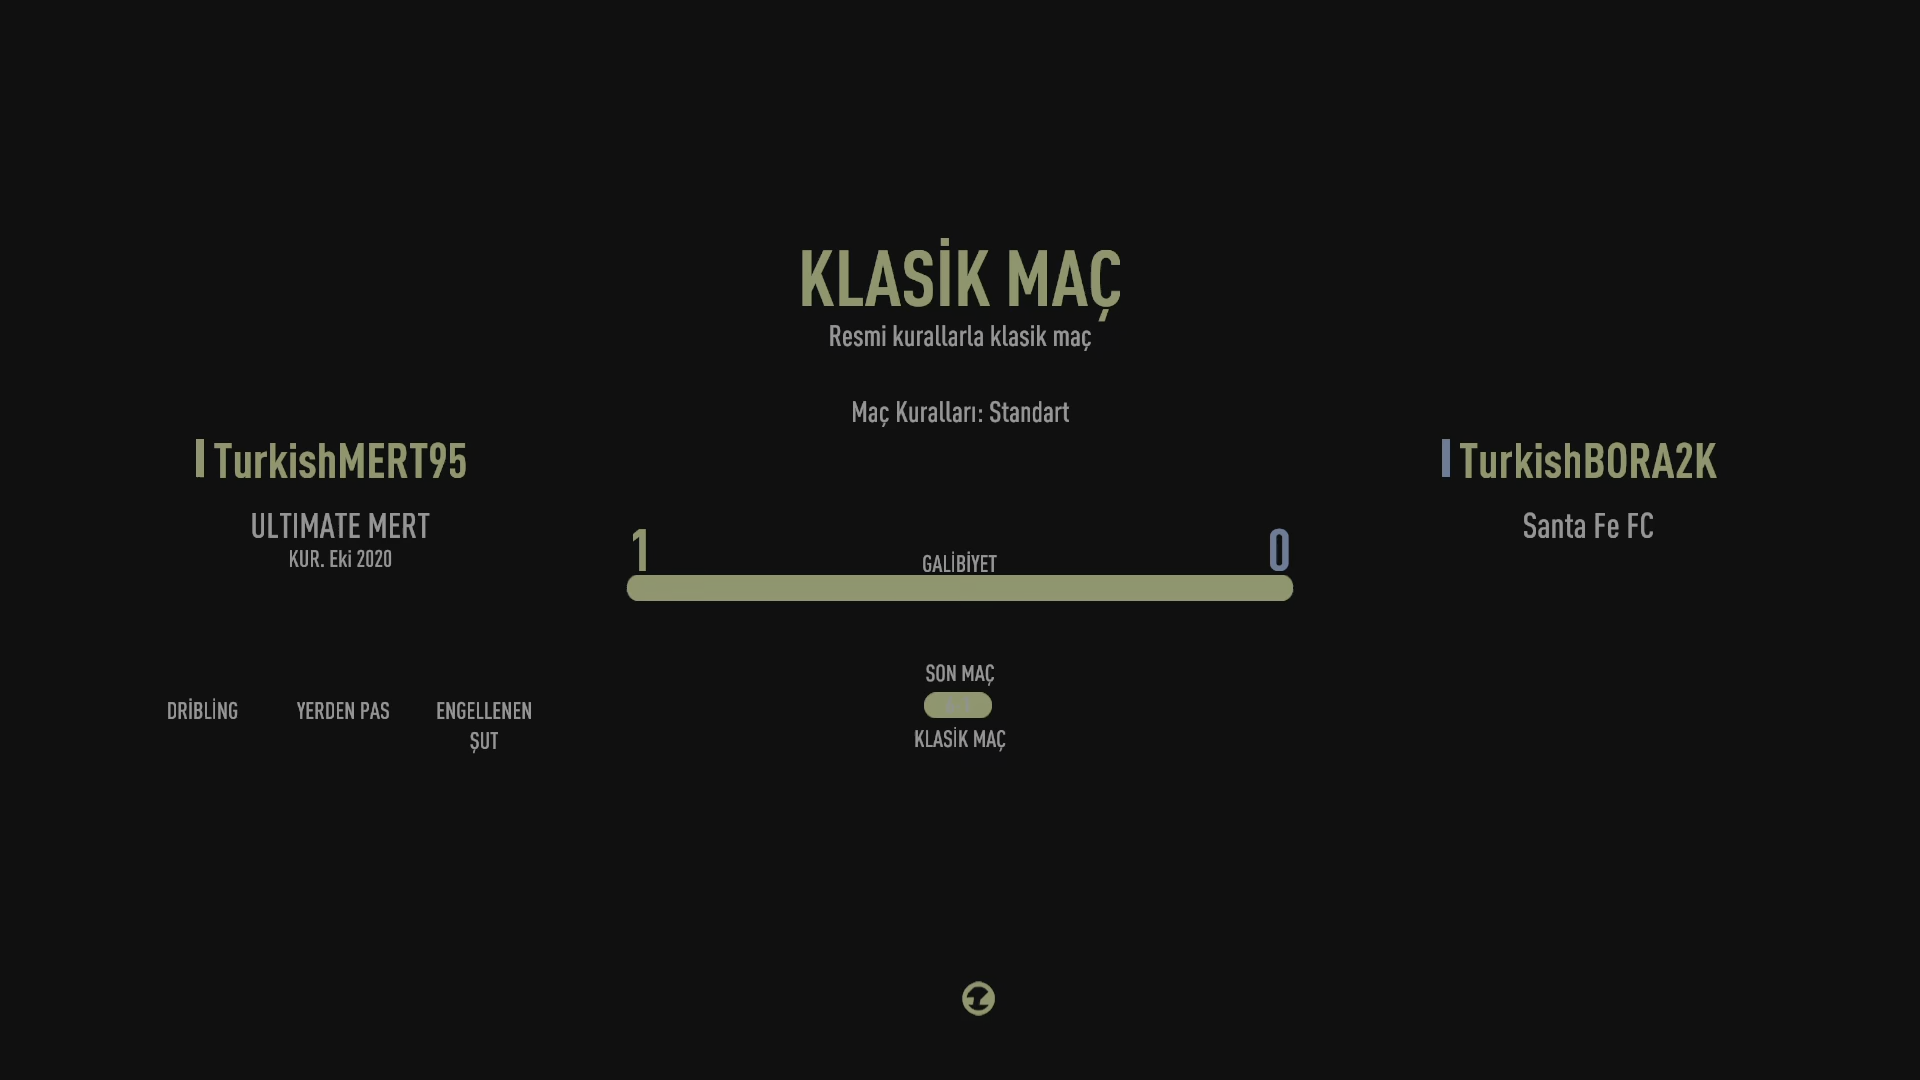 KLASİK MAÇ
Resmi kurallarla klasik maç
Maç Kuralları: Standart
TurkishMERT95
ULTIMATE MERT
KUR. Eki 2020
TurkishBORA2K
Santa Fe FC
1
GALİBİYET
0
DRİBLİNG
YERDEN PAS
ENGELLENEN
ŞUT
SON MAÇ
KLASİK MAÇ